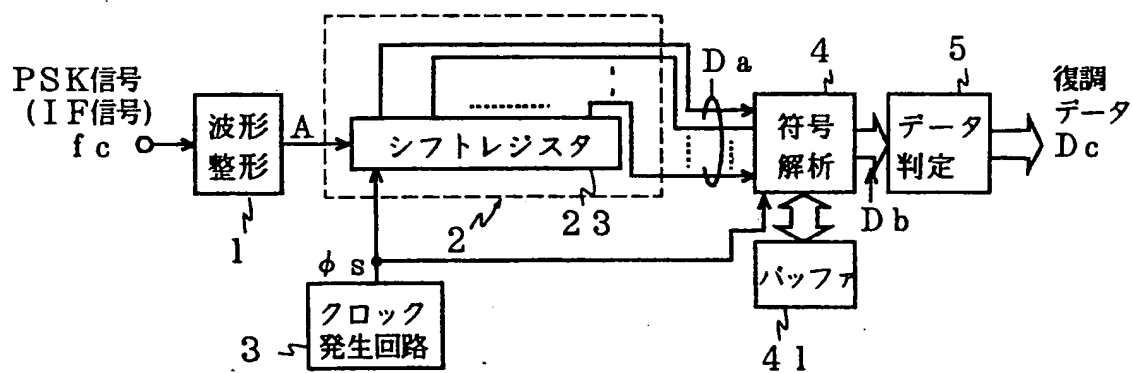 PSK信号
(IF信号)
fc
波形
整形
1
A
シフトレジスタ
23
2
φs
クロック
発生回路
3
Da
符号
解析
4
バッファ
41
Db
データ
判定
5
復調
データ
Dc